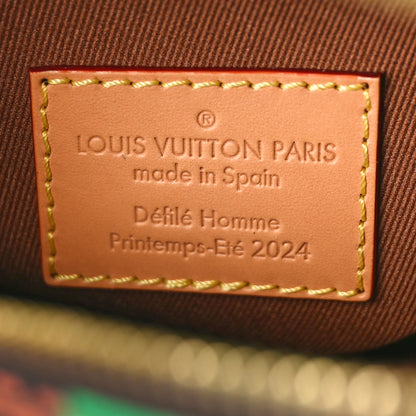 ®
LOUIS VUITTON PARIS
made in Spain
Défilé Homme
Printemps-Eté 2024